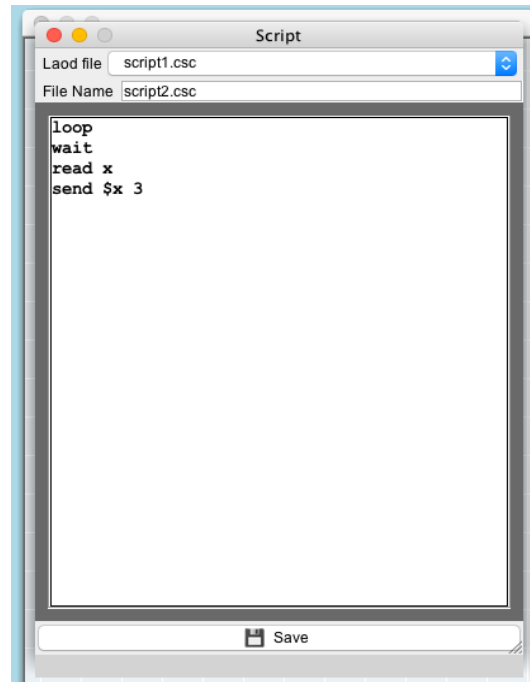 Script
Laod file script1.csc
File Name script2.csc
loop
wait
read x
send $x 3
Save